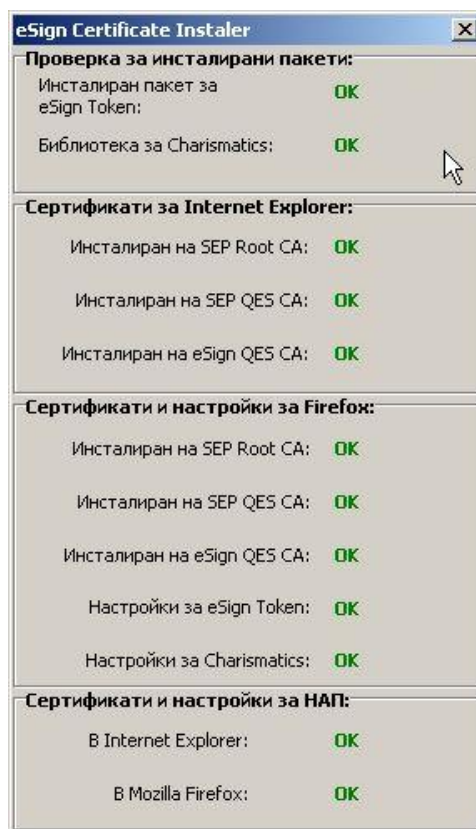 eSign Certificate Instaler
Проверка за инсталирани пакети:
Инсталиран пакет за
eSign Token: OK
Библиотека за Charismatics: OK
Сертификати за Internet Explorer:
Инсталиран на SEP Root CA: OK
Инсталиран на SEP QES CA: OK
Инсталиран на eSign QES CA: OK
Сертификати и настройки за Firefox:
Инсталиран на SEP Root CA: OK
Инсталиран на SEP QES CA: OK
Инсталиран на eSign QES CA: OK
Настройки за eSign Token: OK
Настройки за Charismatics: OK
Сертификати и настройки за НАП:
В Internet Explorer: OK
В Mozilla Firefox: OK